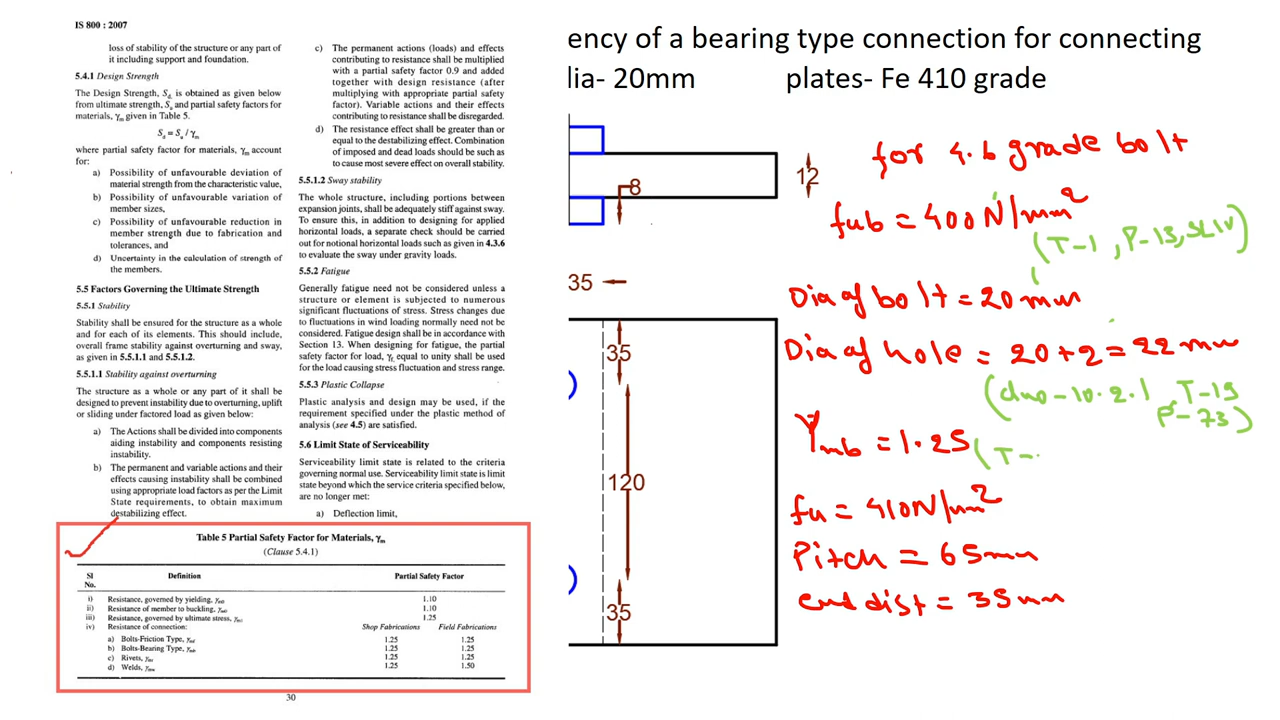 IS 800 : 2007
loss of stability of the structure or any part of
it including support and foundation.
5.4.1 Design Strength
The Design Strength, Sd, is obtained as given below
from ultimate strength, Su and partial safety factors for
materials, γm given in Table 5.
Sd = Su / γm
where partial safety factor for materials, γm account
for:
a) Possibility of unfavourable deviation of
material strength from the characteristic value,
b) Possibility of unfavourable variation of
member sizes,
c) Possibility of unfavourable reduction in
member strength due to fabrication and
tolerances, and
d) Uncertainty in the calculation of strength of
the members.
5.5 Factors Governing the Ultimate Strength
5.5.1 Stability
Stability shall be ensured for the structure as a whole
and for each of its elements. This should include,
overall frame stability against overturning and sway,
as given in 5.5.1.1 and 5.5.1.2.
5.5.1.1 Stability against overturning
The structure as a whole or any part of it shall be
designed to prevent instability due to overturning, uplift
or sliding under factored load as given below:
a) The Actions shall be divided into components
aiding instability and components resisting
instability.
b) The permanent and variable actions and their
effects causing instability shall be combined
using appropriate load factors as per the Limit
State requirements, to obtain maximum
destabilizing effect.
c) The permanent actions (loads) and effects
contributing to resistance shall be multiplied
with a partial safety factor 0.9 and added
together with design resistance (after
multiplying with appropriate partial safety
factor). Variable actions and their effects
contributing to resistance shall be disregarded.
d) The resistance effect shall be greater than or
equal to the destabilizing effect. Combination
of imposed and dead loads should be such as
to cause most severe effect on overall stability.
5.5.1.2 Sway stability
The whole structure, including portions between
expansion joints, shall be adequately stiff against sway.
To ensure this, in addition to designing for applied
horizontal loads, a separate check should be carried
out for notional horizontal loads such as given in 4.3.6
to evaluate the sway under gravity loads.
5.5.2 Fatigue
Generally fatigue need not be considered unless a
structure or element is subjected to numerous
significant fluctuations of stress. Stress changes due
to fluctuations in wind loading normally need not be
considered. Fatigue design shall be in accordance with
Section 13. When designing for fatigue, the partial
safety factor for load, γf, equal to unity shall be used
for the load causing stress fluctuation and stress range.
5.5.3 Plastic Collapse
Plastic analysis and design may be used, if the
requirement specified under the plastic method of
analysis (see 4.5) are satisfied.
5.6 Limit State of Serviceability
Serviceability limit state is related to the criteria
governing normal use. Serviceability limit state is limit
state beyond which the service criteria specified below,
are no longer met:
a) Deflection limit,
Table 5 Partial Safety Factor for Materials, γm
(Clause 5.4.1)
Sl No. Definition Partial Safety Factor
i) Resistance, governed by yielding, γm0 1.10
ii) Resistance of member to buckling, γm0 1.10
iii) Resistance, governed by ultimate stress, γm1 1.25
iv) Resistance of connection: Shop Fabrications Field Fabrications
a) Bolts-Friction Type, γmf 1.25 1.25
b) Bolts-Bearing Type, γmb 1.25 1.25
c) Rivets, γmr 1.25 1.25
d) Welds, γmw 1.25 1.50
30
ency of a bearing type connection for connecting
lia- 20mm plates- Fe 410 grade
8
12
35
35
120
35
for 4.6 grade bolt
fub = 400 N/mm²
(T-1, P-13, SLIV)
Dia of bolt = 20 mm
Dia of hole = 20+2 = 22 mm
(clno-10.2.1, T-19
P-73)
γmb = 1.25 (T-
fu = 410N/mm²
Pitch = 65mm
end dist = 35mm